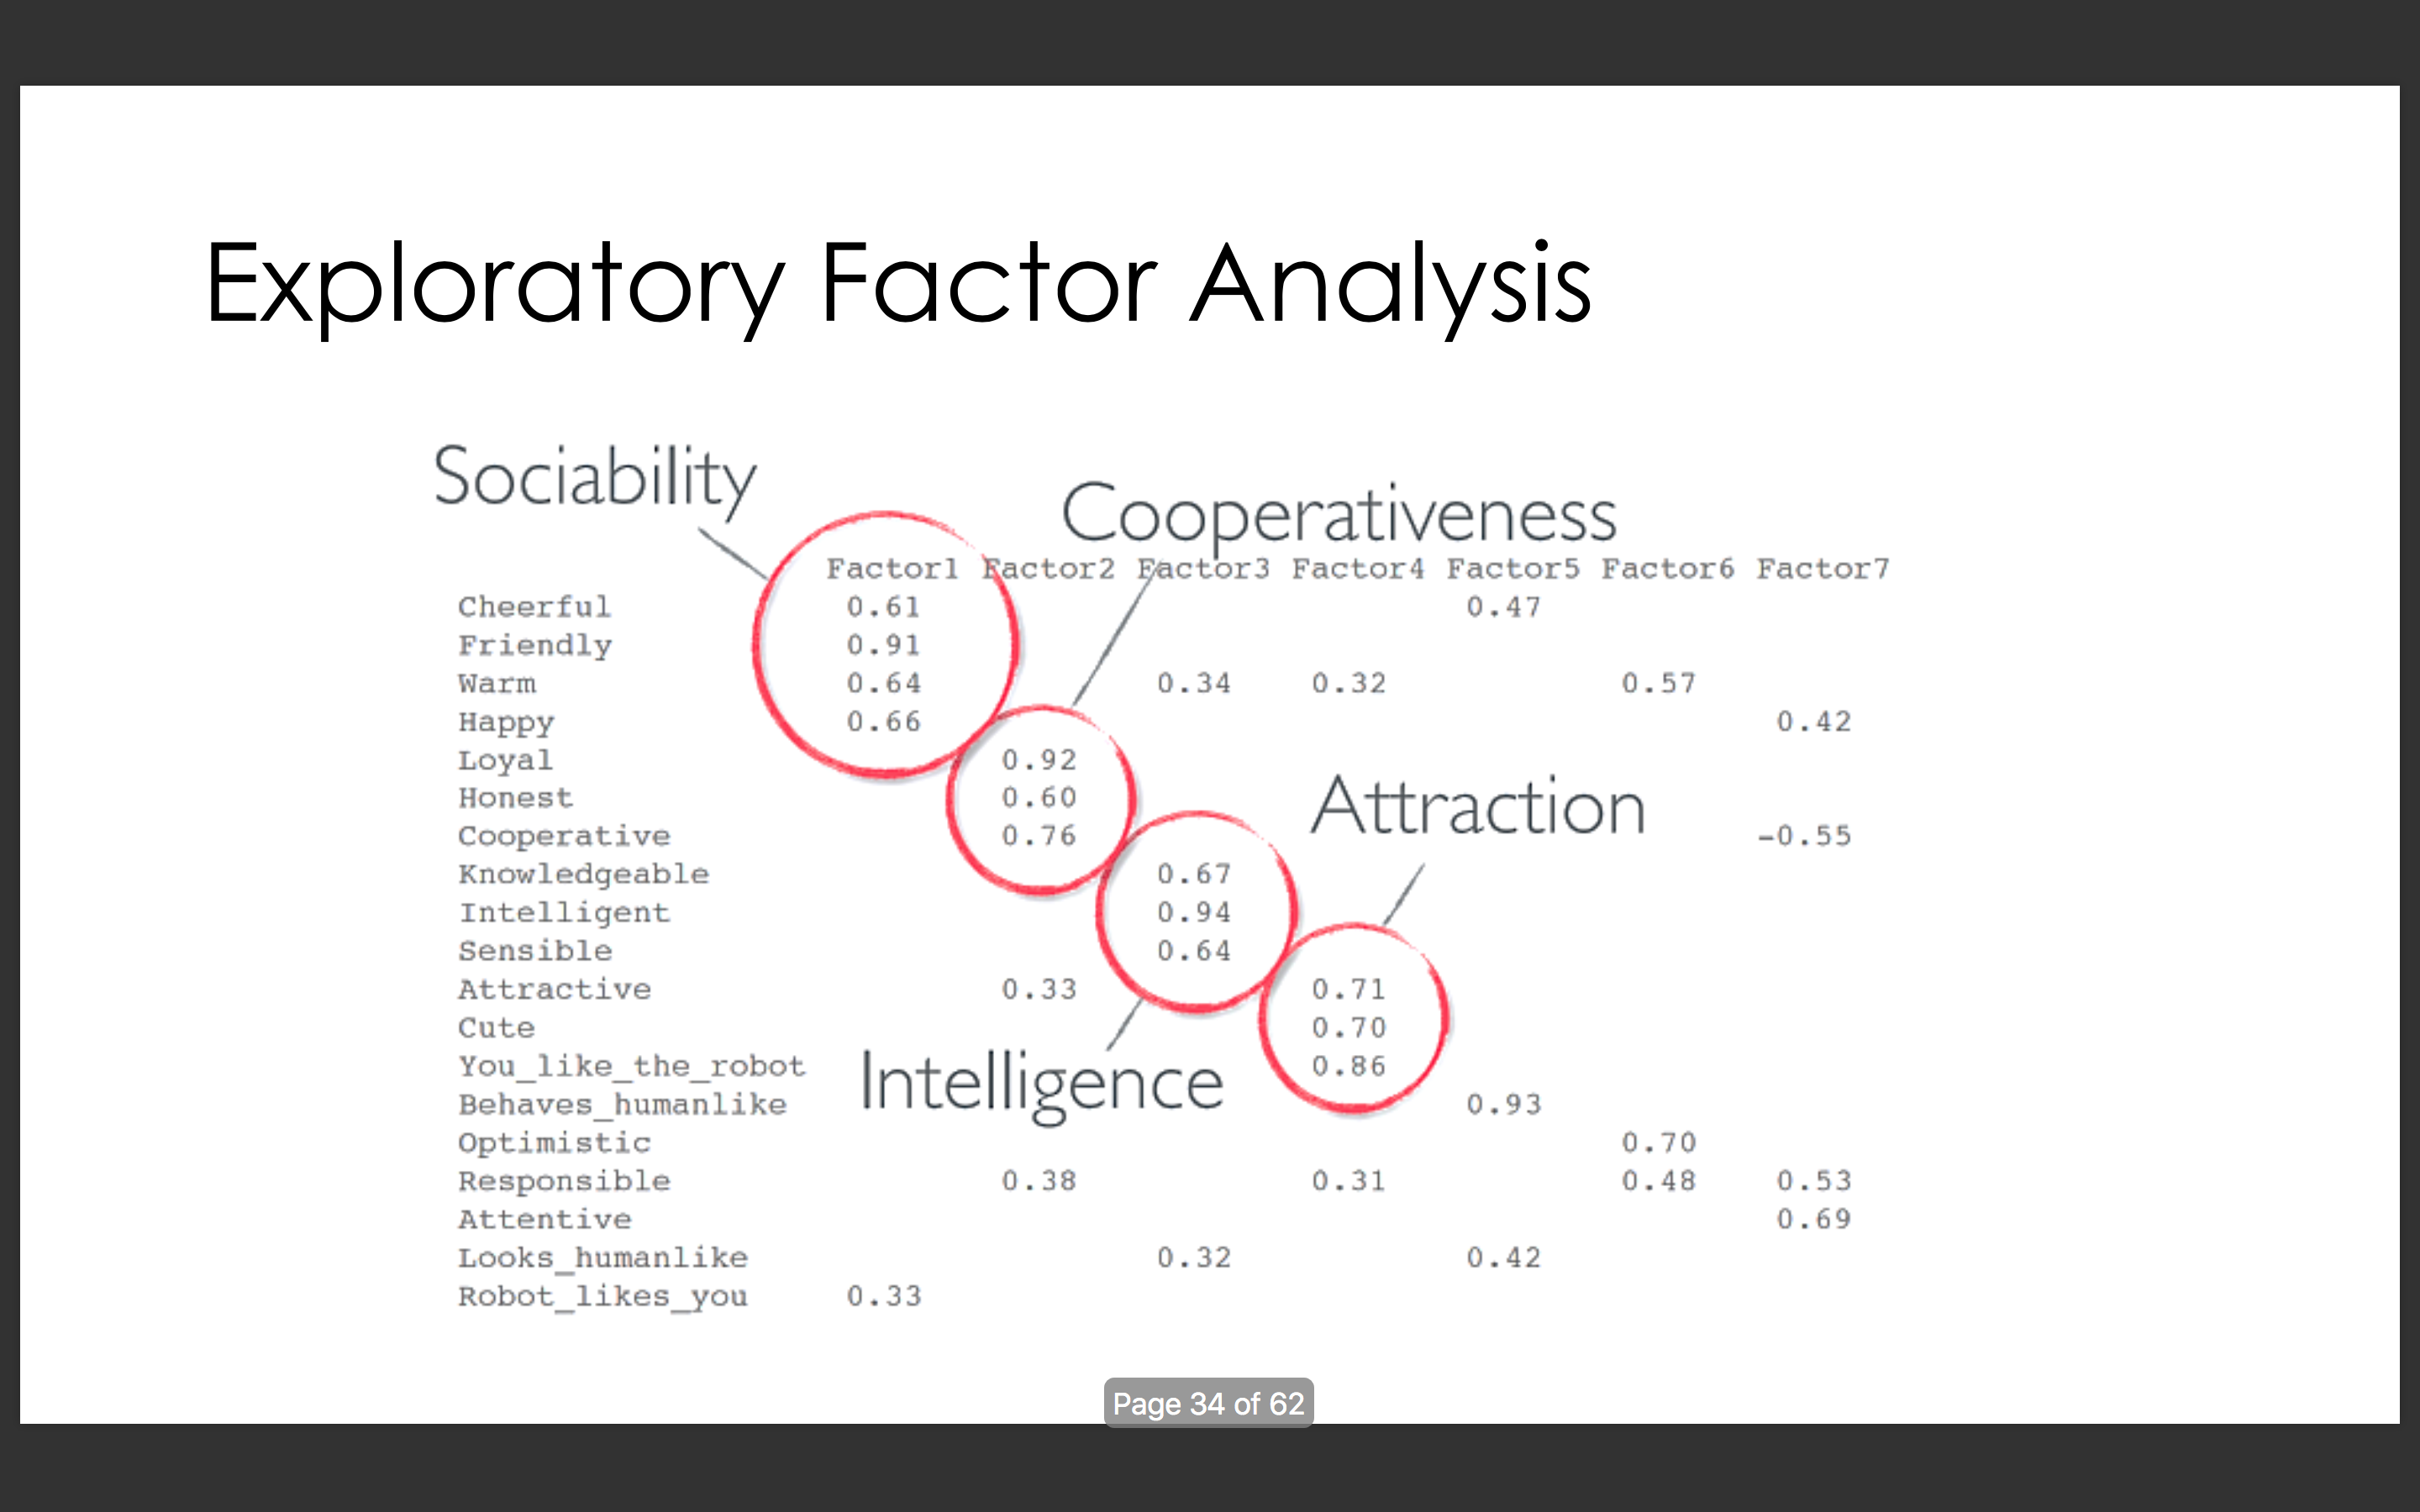 Exploratory Factor Analysis
Sociability
Cooperativeness
Factor1 Factor2 Factor3 Factor4 Factor5 Factor6 Factor7
Cheerful 0.61 0.47
Friendly 0.91
Warm 0.64 0.34 0.32 0.57
Happy 0.66 0.42
Loyal 0.92
Honest 0.60
Attraction
Cooperative 0.76 -0.55
Knowledgeable 0.67
Intelligent 0.94
Sensible 0.64
Attractive 0.33 0.71
Cute 0.70
You_like_the_robot 0.86
Intelligence
Behaves_humanlike 0.93
Optimistic 0.70
Responsible 0.38 0.31 0.48 0.53
Attentive 0.69
Looks_humanlike 0.32 0.42
Robot_likes_you 0.33
Page 34 of 62